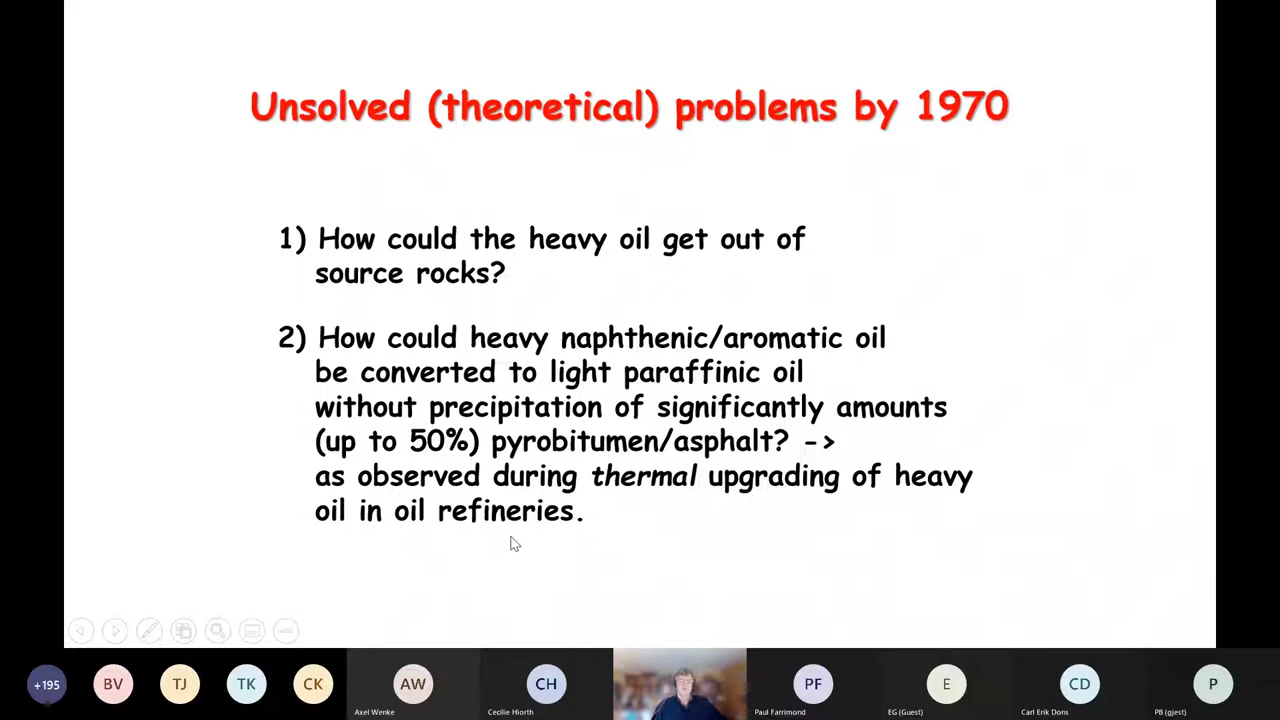 Unsolved (theoretical) problems by 1970
1) How could the heavy oil get out of
source rocks?
2) How could heavy naphthenic/aromatic oil
be converted to light paraffinic oil
without precipitation of significantly amounts
(up to 50%) pyrobitumen/asphalt? ->
as observed during thermal upgrading of heavy
oil in oil refineries.
+195
BV
TJ
TK
CK
AW
CH
PF
E
CD
P
Axel Wenke
Cecilie Hiorth
Paul Farrimond
EG (Guest)
Carl Erik Dons
PB (gjest)